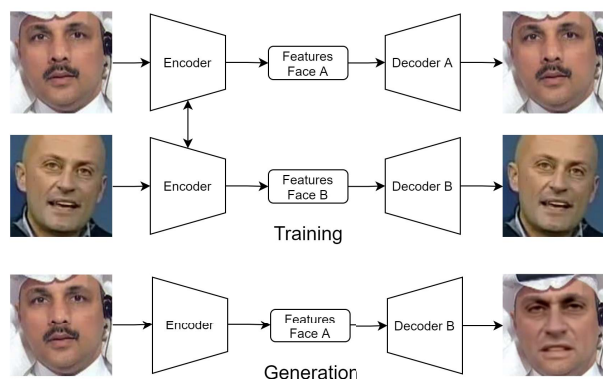 Encoder
Features
Face A
Decoder A
Encoder
Features
Face B
Decoder B
Training
Encoder
Features
Face A
Decoder B
Generation